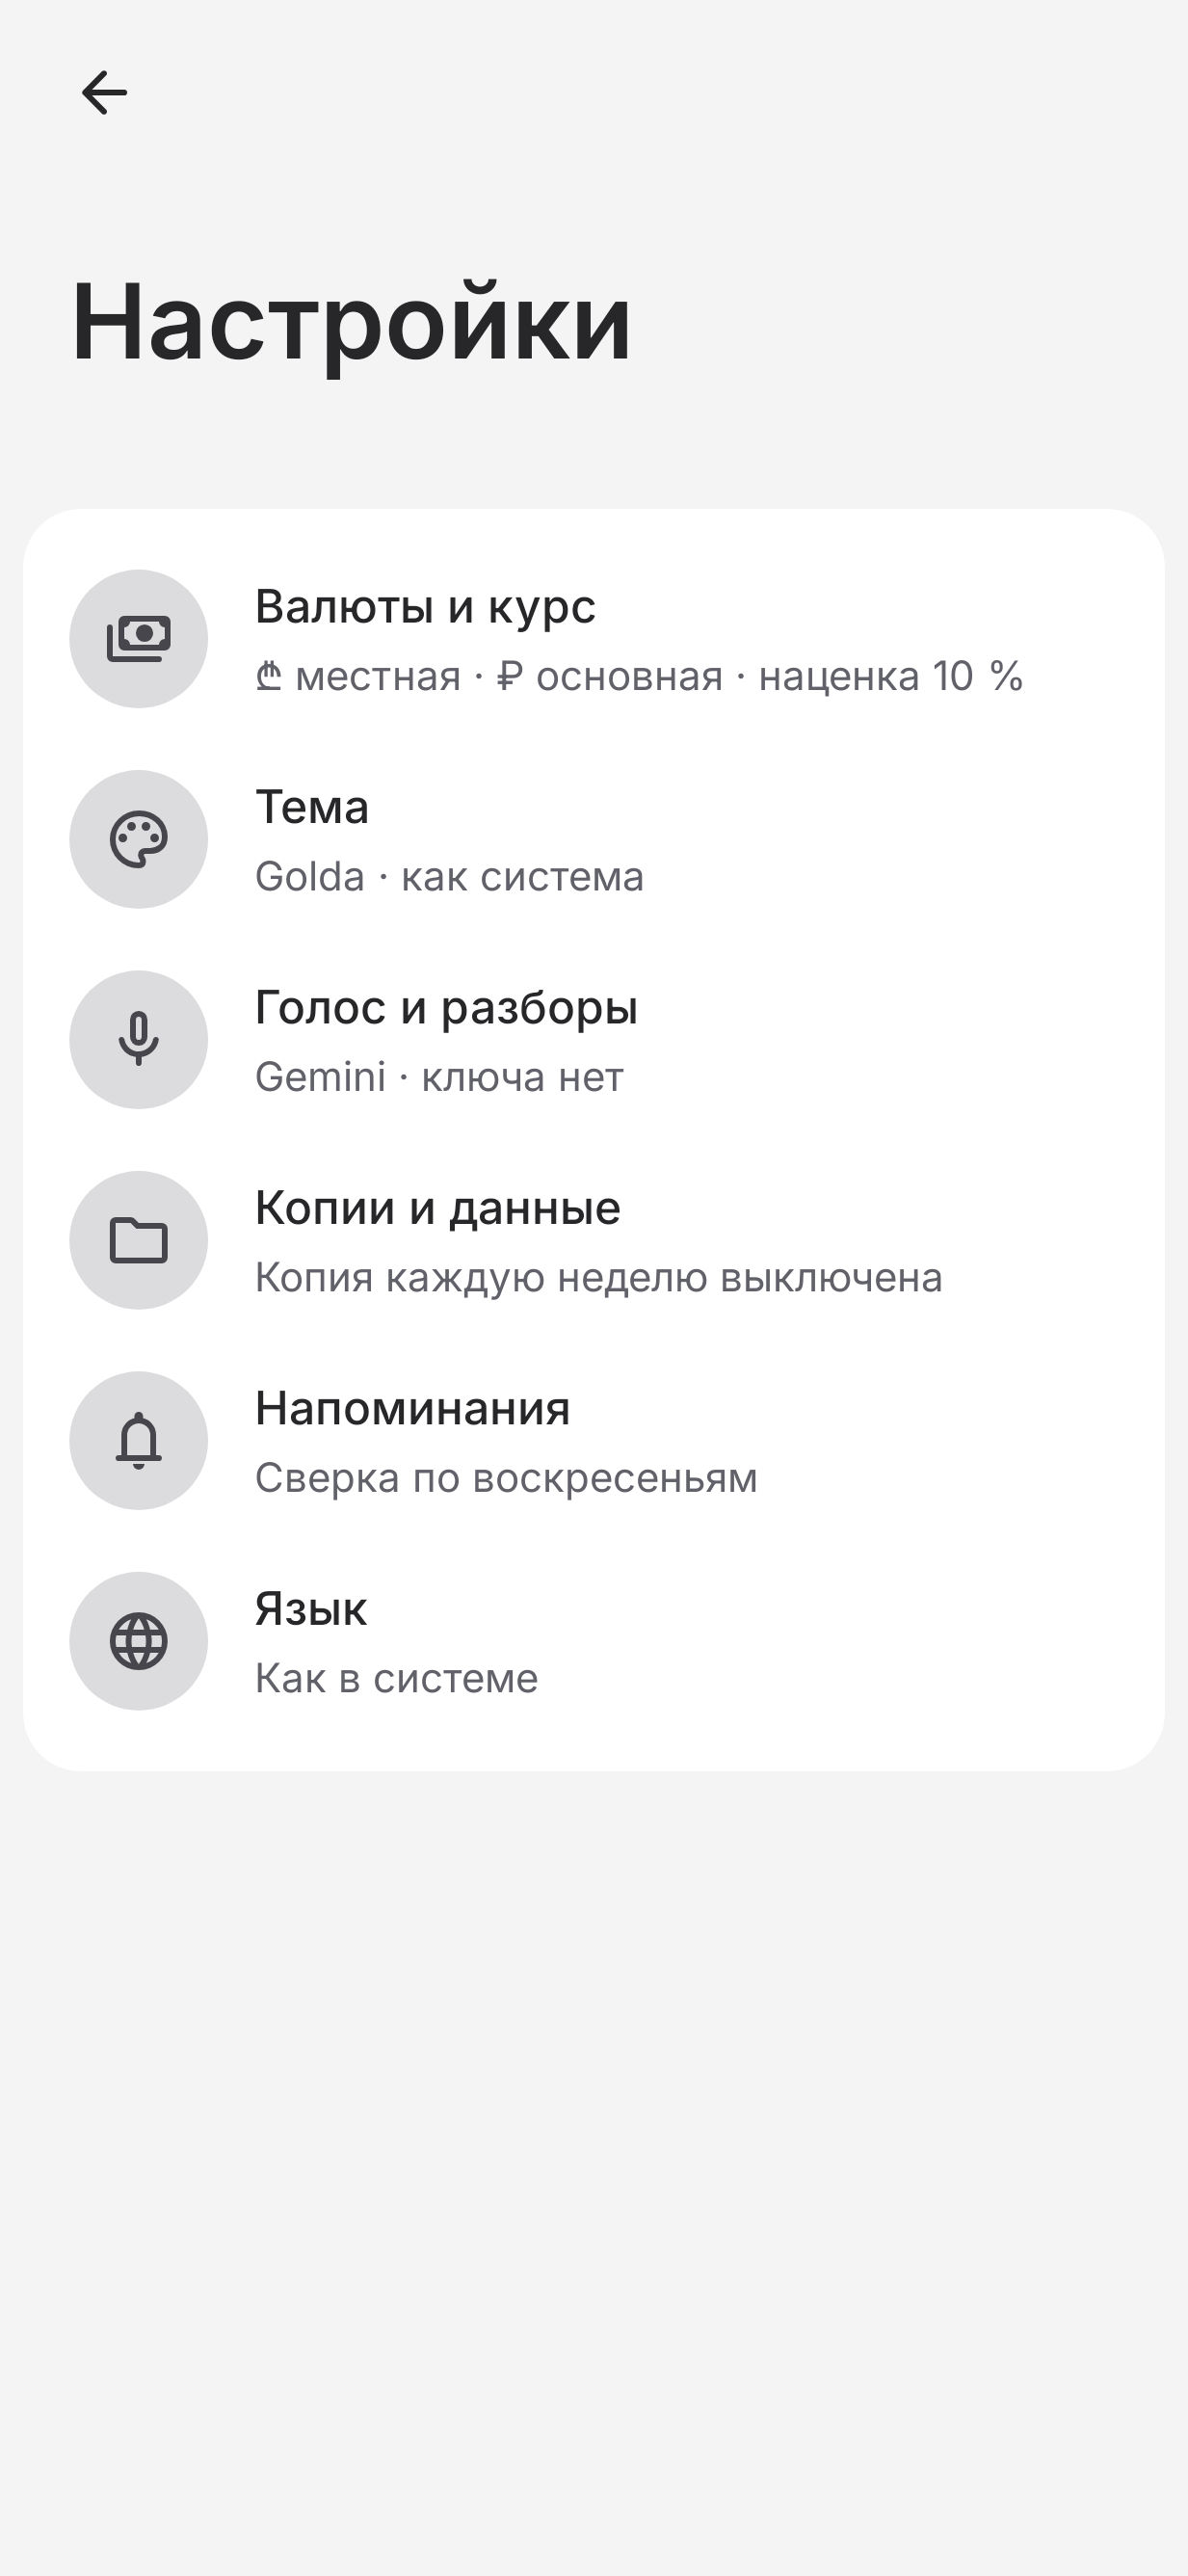 Настройки
Валюты и курс
₾ местная · ₽ основная · наценка 10 %
Тема
Golda · как система
Голос и разборы
Gemini · ключа нет
Копии и данные
Копия каждую неделю выключена
Напоминания
Сверка по воскресеньям
Язык
Как в системе